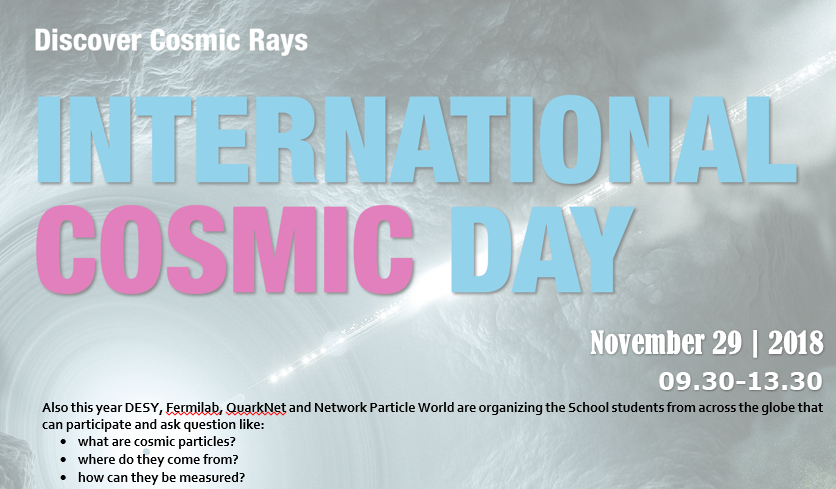 Discover Cosmic Rays
INTERNATIONAL
COSMIC DAY
November 29 | 2018
09.30-13.30
Also this year DESY, Fermilab, QuarkNet and Network Particle World are organizing the School students from across the globe that
can participate and ask question like:
• what are cosmic particles?
• where do they come from?
• how can they be measured?